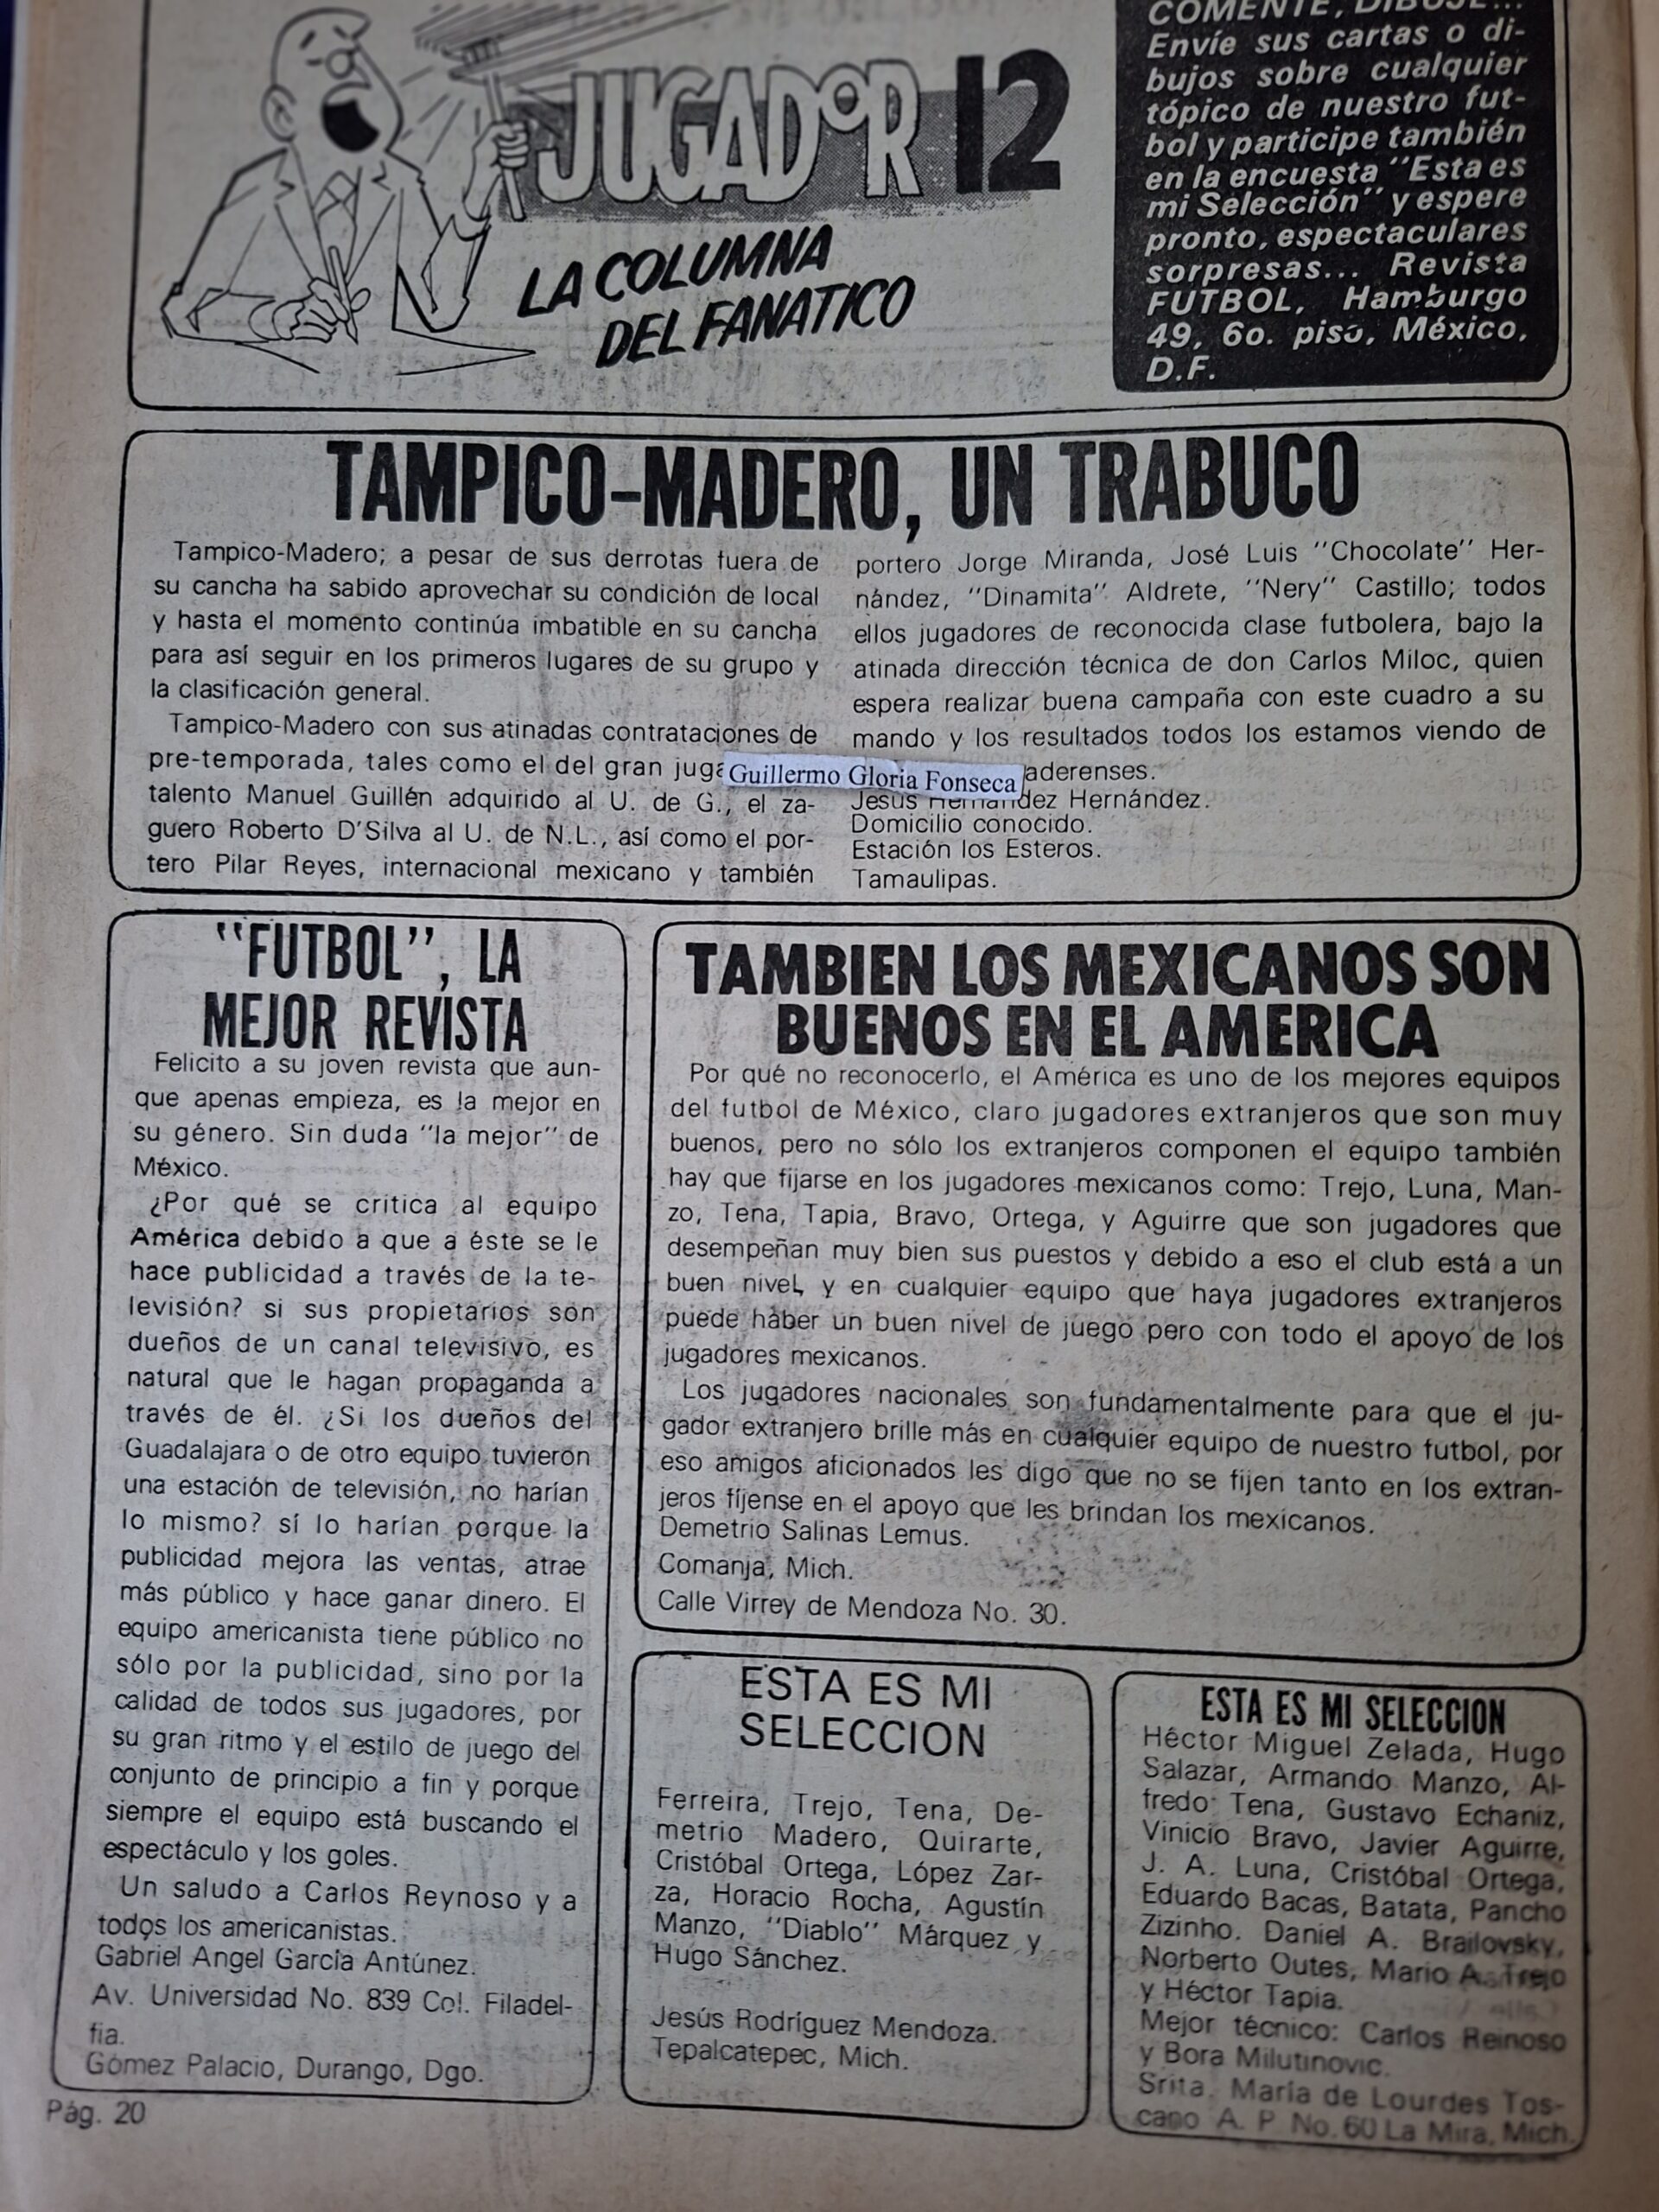 COMENTE, DIBUJE...
Envíe sus cartas o di-
bujos sobre cualquier
tópico de nuestro fut-
bol y participe también
en la encuesta "Esta es
mi Selección" y espere
pronto, espectaculares
sorpresas... Revista
FUTBOL, Hamburgo
49, 6o. piso, México,
D.F.
JUGADOR 12
LA COLUMNA
DEL FANATICO
TAMPICO-MADERO, UN TRABUCO
Tampico-Madero; a pesar de sus derrotas fuera de
su cancha ha sabido aprovechar su condición de local
y hasta el momento continúa imbatible en su cancha
para así seguir en los primeros lugares de su grupo y
la clasificación general.
Tampico-Madero con sus atinadas contrataciones de
pre-temporada, tales como el del gran juga
talento Manuel Guillén adquirido al U. de G., el za-
guero Roberto D'Silva al U. de N.L., así como el por-
tero Pilar Reyes, internacional mexicano y también
portero Jorge Miranda, José Luis "Chocolate" Her-
nández, "Dinamita" Aldrete, "Nery" Castillo; todos
ellos jugadores de reconocida clase futbolera, bajo la
atinada dirección técnica de don Carlos Miloc, quien
espera realizar buena campaña con este cuadro a su
mando y los resultados todos los estamos viendo de
aderenses.
Guillermo Gloria Fonseca
Jesús Hernández Hernández.
Domicilio conocido.
Estación los Esteros.
Tamaulipas.
"FUTBOL", LA
MEJOR REVISTA
Felicito a su joven revista que aun-
que apenas empieza, es la mejor en
su género. Sin duda "la mejor" de
México.
¿Por qué se critica al equipo
América debido a que a éste se le
hace publicidad a través de la te-
levisión? si sus propietarios son
dueños de un canal televisivo, es
natural que le hagan propaganda a
través de él. ¿Si los dueños del
Guadalajara o de otro equipo tuvieron
una estación de televisión, no harían
lo mismo? sí lo harían porque la
publicidad mejora las ventas, atrae
más público y hace ganar dinero. El
equipo americanista tiene público no
sólo por la publicidad, sino por la
calidad de todos sus jugadores, por
su gran ritmo y el estilo de juego del
conjunto de principio a fin y porque
siempre el equipo está buscando el
espectáculo y los goles.
Un saludo a Carlos Reynoso y a
todos los americanistas.
Gabriel Angel García Antúnez.
Av. Universidad No. 839 Col. Filadel-
fia.
Gómez Palacio, Durango, Dgo.
TAMBIEN LOS MEXICANOS SON
BUENOS EN EL AMERICA
Por qué no reconocerlo, el América es uno de los mejores equipos
del futbol de México, claro jugadores extranjeros que son muy
buenos, pero no sólo los extranjeros componen el equipo también
hay que fijarse en los jugadores mexicanos como: Trejo, Luna, Man-
zo, Tena, Tapia, Bravo, Ortega, y Aguirre que son jugadores que
desempeñan muy bien sus puestos y debido a eso el club está a un
buen nivel, y en cualquier equipo que haya jugadores extranjeros
puede haber un buen nivel de juego pero con todo el apoyo de los
jugadores mexicanos.
Los jugadores nacionales son fundamentalmente para que el ju-
gador extranjero brille más en cualquier equipo de nuestro futbol, por
eso amigos aficionados les digo que no se fijen tanto en los extran-
jeros fíjense en el apoyo que les brindan los mexicanos.
Demetrio Salinas Lemus.
Comanja, Mich.
Calle Virrey de Mendoza No. 30.
ESTA ES MI
SELECCION
Ferreira, Trejo, Tena, De-
metrio Madero, Quirarte,
Cristóbal Ortega, López Zar-
za, Horacio Rocha, Agustín
Manzo, "Diablo" Márquez y
Hugo Sánchez.
Jesús Rodríguez Mendoza.
Tepalcatepec, Mich.
ESTA ES MI SELECCION
Héctor Miguel Zelada, Hugo
Salazar, Armando Manzo, Al-
fredo Tena, Gustavo Echaniz,
Vinicio Bravo, Javier Aguirre,
J. A. Luna, Cristóbal Ortega,
Eduardo Bacas, Batata, Pancho
Zizinho. Daniel A. Brailovsky,
Norberto Outes, Mario A. Trejo
y Héctor Tapia.
Mejor técnico: Carlos Reinoso
y Bora Milutinovic.
Srita. María de Lourdes Tos-
cano A. P. No. 60 La Mira, Mich.
Pág. 20